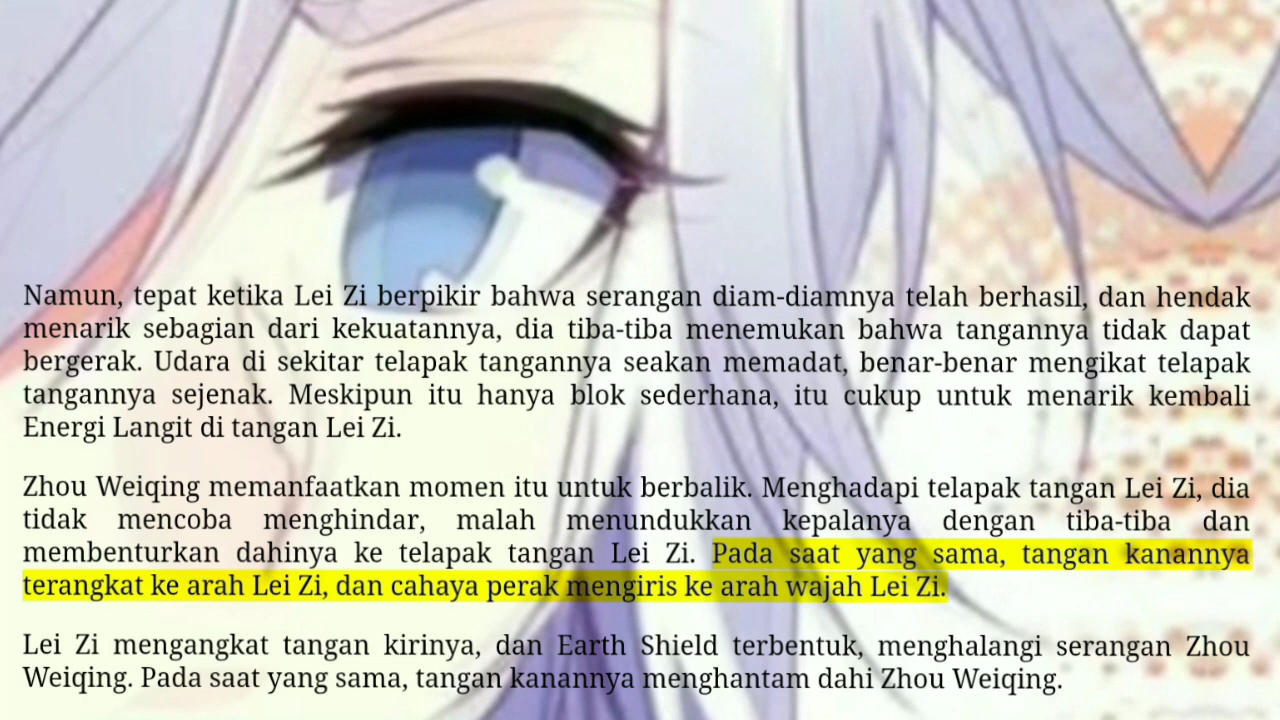 Namun, tepat ketika Lei Zi berpikir bahwa serangan diam-diamnya telah berhasil, dan hendak
menarik sebagian dari kekuatannya, dia tiba-tiba menemukan bahwa tangannya tidak dapat
bergerak. Udara di sekitar telapak tangannya seakan memadat, benar-benar mengikat telapak
tangannya sejenak. Meskipun itu hanya blok sederhana, itu cukup untuk menarik kembali
Energi Langit di tangan Lei Zi.
Zhou Weiqing memanfaatkan momen itu untuk berbalik. Menghadapi telapak tangan Lei Zi, dia
tidak mencoba menghindar, malah menundukkan kepalanya dengan tiba-tiba dan
membenturkan dahinya ke telapak tangan Lei Zi. Pada saat yang sama, tangan kanannya
terangkat ke arah Lei Zi, dan cahaya perak mengiris ke arah wajah Lei Zi.
Lei Zi mengangkat tangan kirinya, dan Earth Shield terbentuk, menghalangi serangan Zhou
Weiqing. Pada saat yang sama, tangan kanannya menghantam dahi Zhou Weiqing.